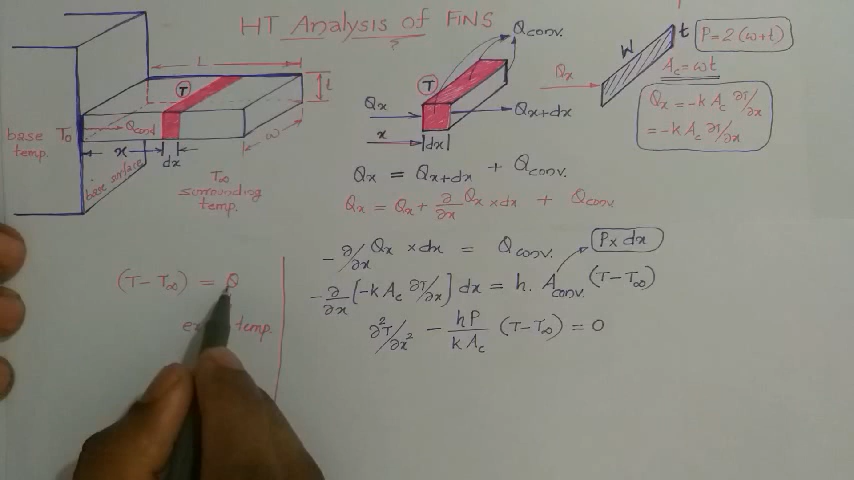 HT Analysis of FINS
?
L
T
t
w
base temp.
T₀
Qcond
x
dx
base surface
T∞
surrounding temp.
Qconv.
T
Qx
Qx+dx
x
|dx|
W
t
Qx
P = 2(w+t)
Ac = wt
Qx = -k Ac ∂T/∂x
= -k Ac ∂T/∂x
Qx = Qx+dx + Qconv.
Qx = Qx + ∂/∂x Qx × dx + Qconv.
-∂/∂x Qx × dx = Qconv.
P × dx
-∂/∂x [-k Ac ∂T/∂x] dx = h. Aconv. (T - T∞)
∂²T/∂x² - hP/kAc (T - T∞) = 0
(T - T∞) =
temp.